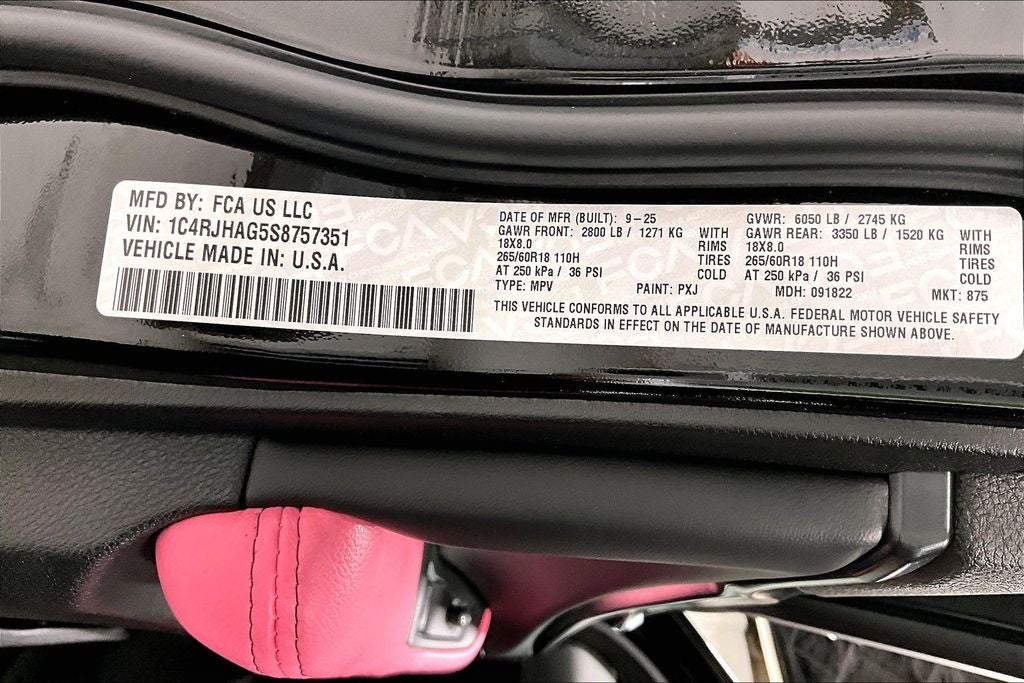 MFD BY: FCA US LLC
VIN: 1C4RJHAG5S8757351
VEHICLE MADE IN: U.S.A.
DATE OF MFR (BUILT): 9-25
GAWR FRONT: 2800 LB / 1271 KG WITH
18X8.0 RIMS
265/60R18 110H TIRES
AT 250 kPa / 36 PSI COLD
TYPE: MPV PAINT: PXJ
GVWR: 6050 LB / 2745 KG
GAWR REAR: 3350 LB / 1520 KG WITH
18X8.0 RIMS
265/60R18 110H TIRES
AT 250 kPa / 36 PSI COLD
MDH: 091822 MKT: 875
THIS VEHICLE CONFORMS TO ALL APPLICABLE U.S.A. FEDERAL MOTOR VEHICLE SAFETY
STANDARDS IN EFFECT ON THE DATE OF MANUFACTURE SHOWN ABOVE.